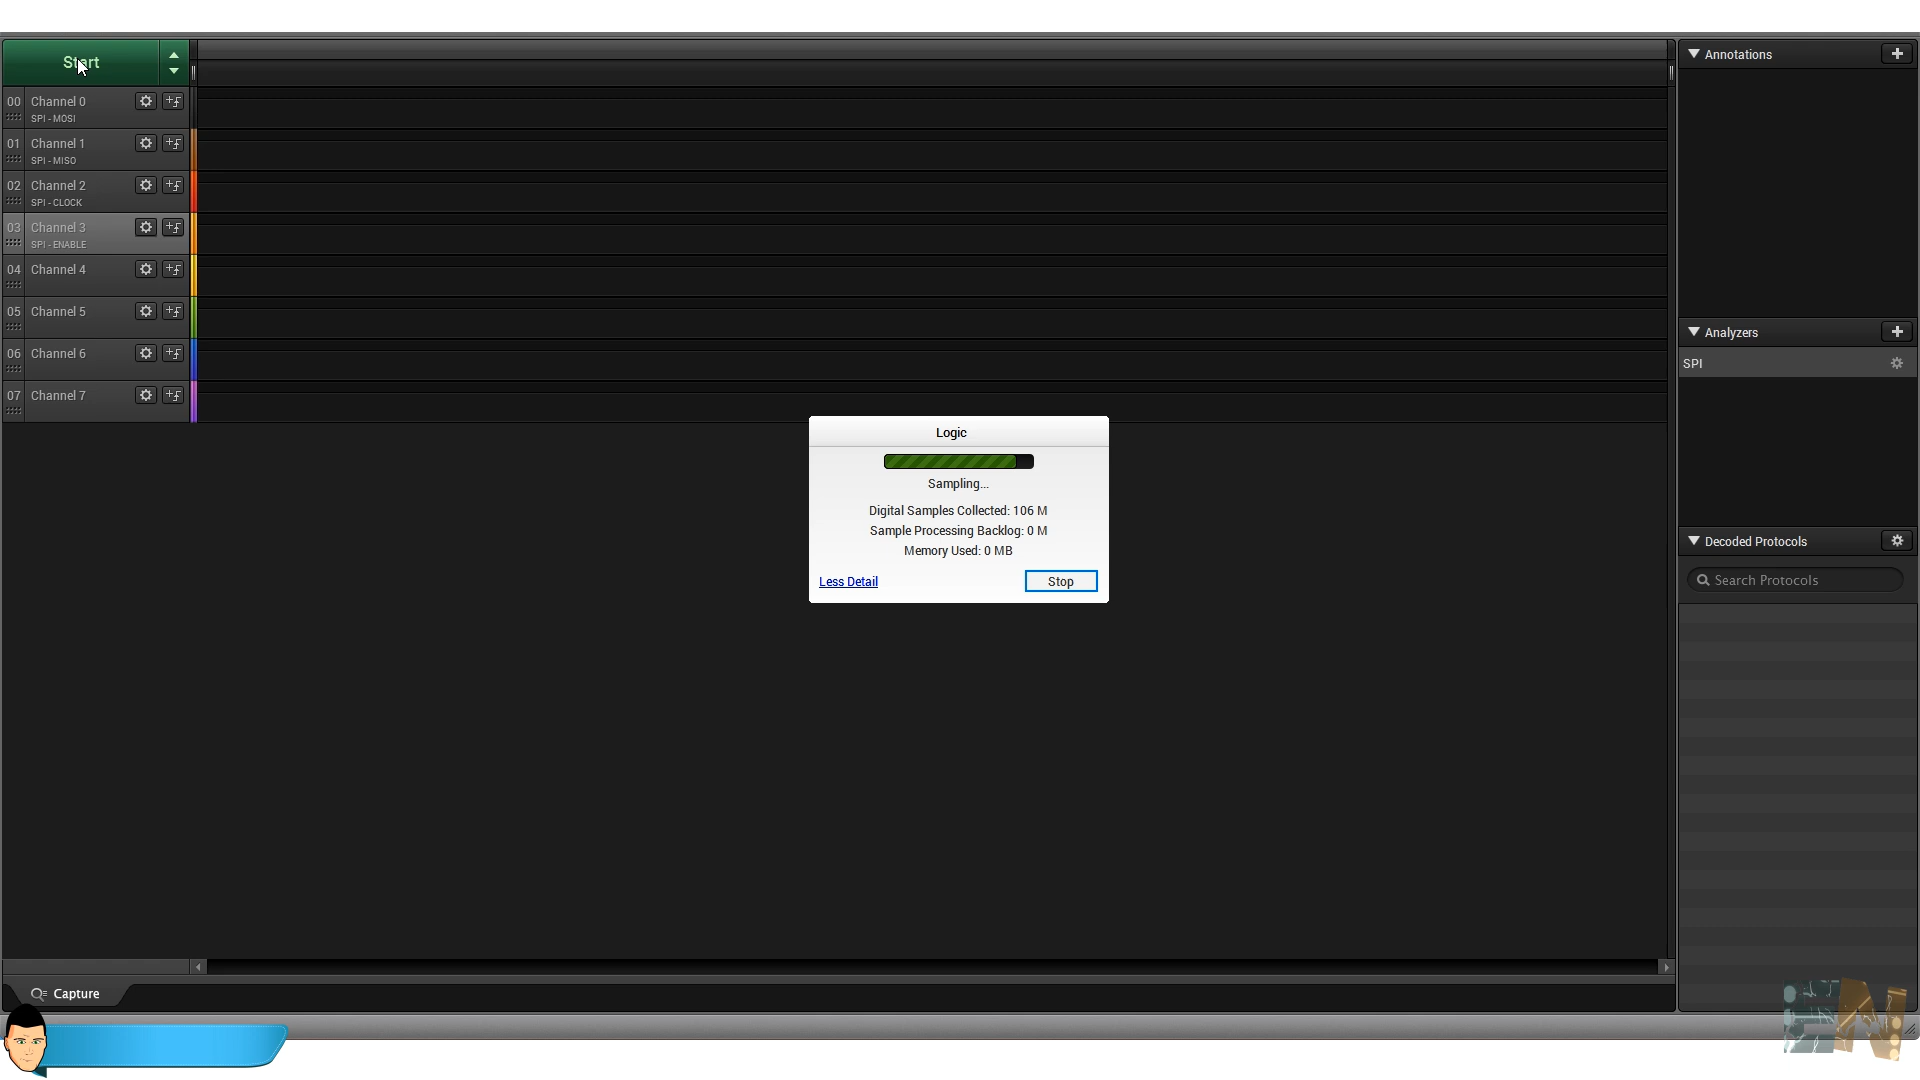 Start
00 Channel 0
SPI - MOSI
01 Channel 1
SPI - MISO
02 Channel 2
SPI - CLOCK
03 Channel 3
SPI - ENABLE
04 Channel 4
05 Channel 5
06 Channel 6
07 Channel 7
Logic
Sampling...
Digital Samples Collected: 106 M
Sample Processing Backlog: 0 M
Memory Used: 0 MB
Less Detail
Stop
Annotations
Analyzers
SPI
Decoded Protocols
Search Protocols
Capture
EN